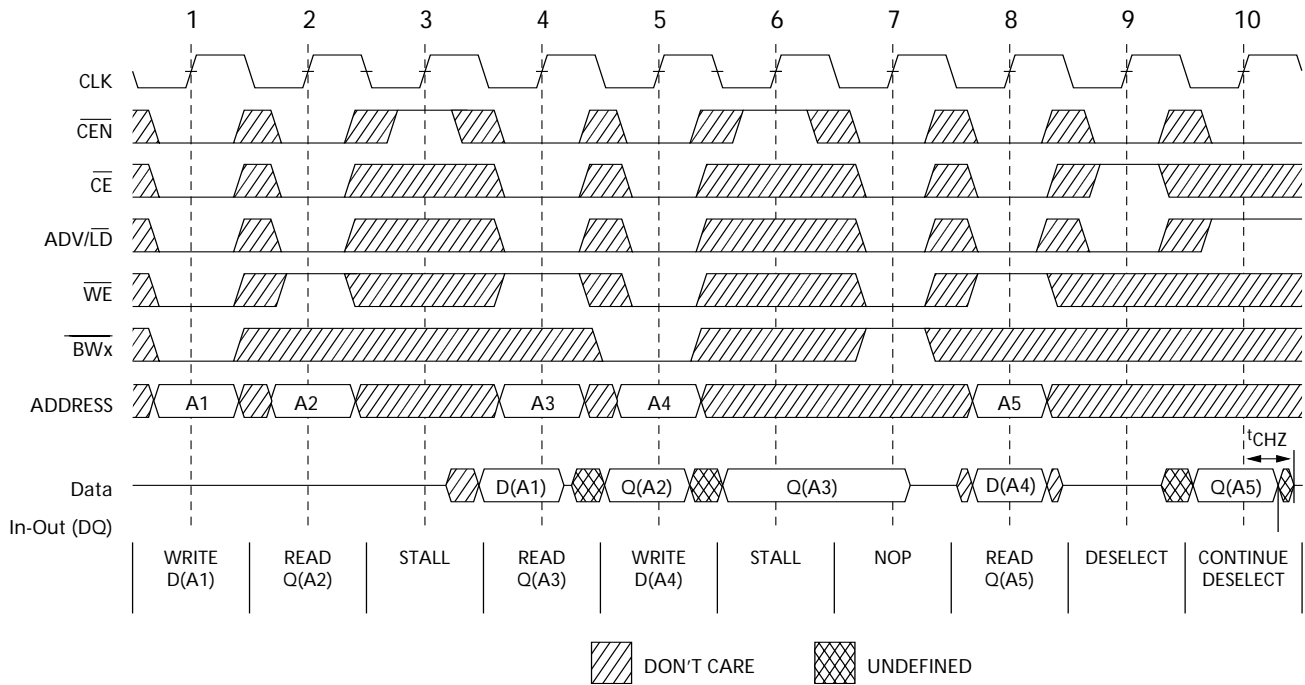 1 2 3 4 5 6 7 8 9 10
CLK
CEN
CE
ADV/LD
WE
BWx
ADDRESS A1 A2 A3 A4 A5
tCHZ
Data D(A1) Q(A2) Q(A3) D(A4) Q(A5)
In-Out (DQ)
WRITE READ STALL READ WRITE STALL NOP READ DESELECT CONTINUE
D(A1) Q(A2) Q(A3) D(A4) Q(A5) DESELECT
DON'T CARE UNDEFINED